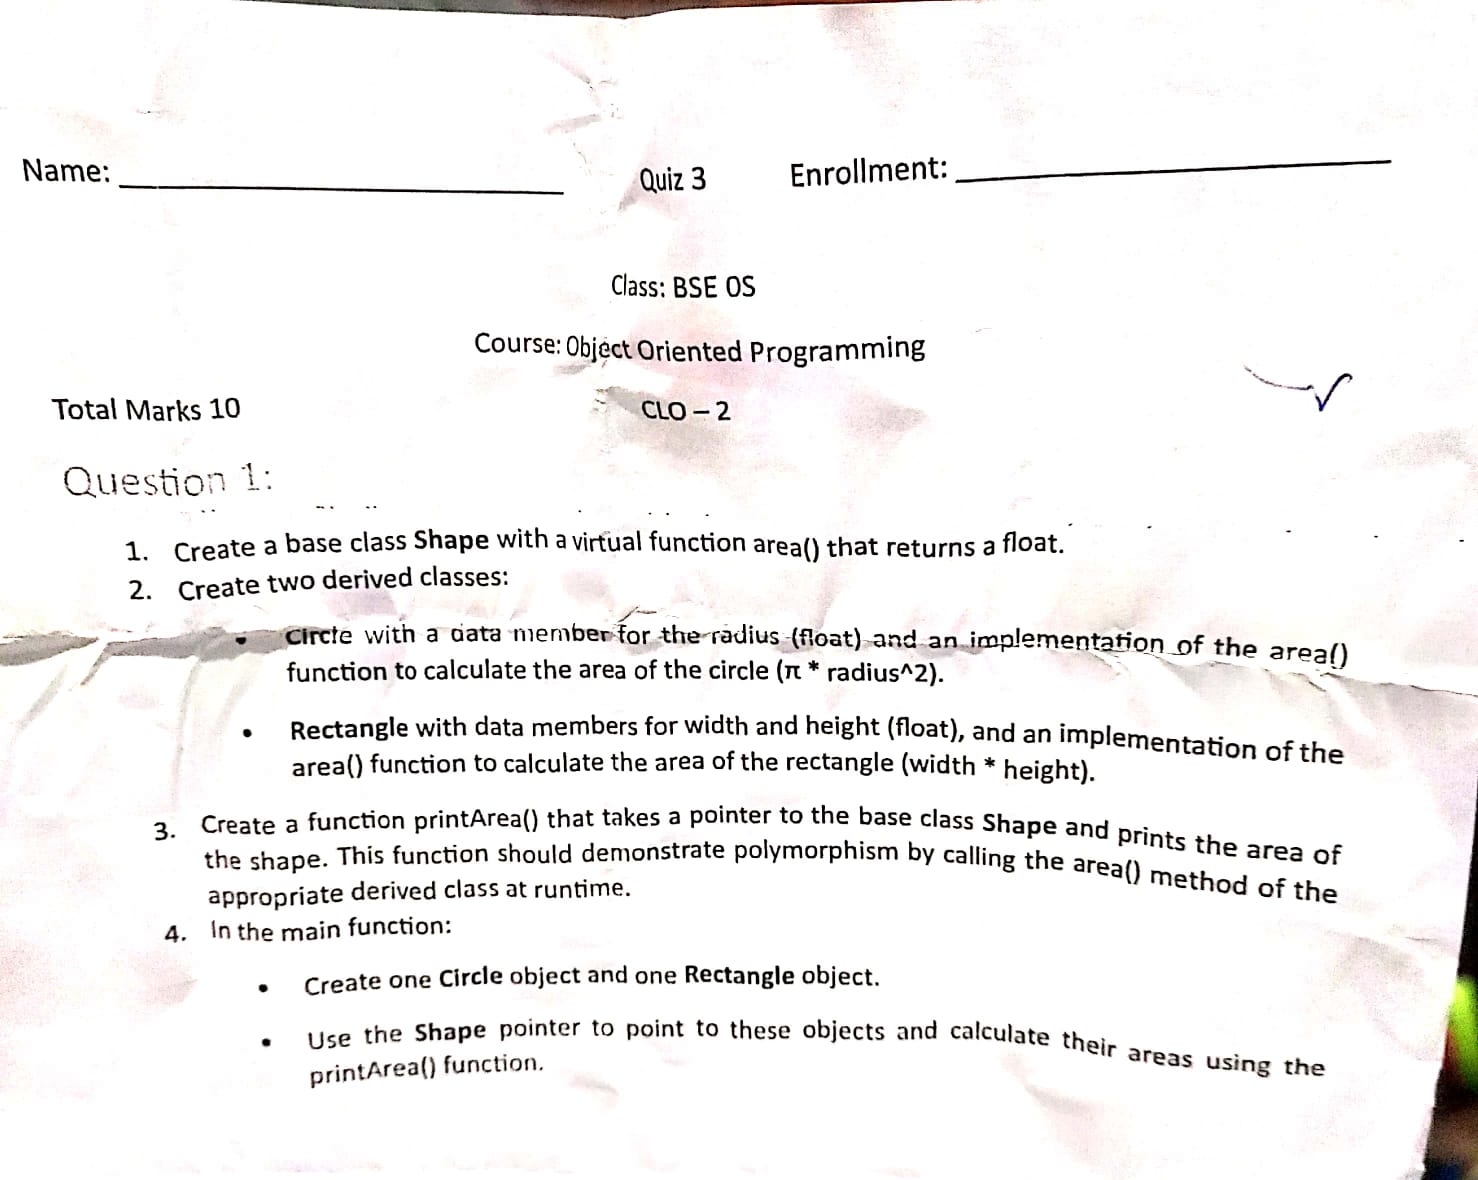 Name: Quiz 3 Enrollment:
Class: BSE OS
Course: Object Oriented Programming
Total Marks 10 CLO – 2
Question 1:
1. Create a base class Shape with a virtual function area() that returns a float.
2. Create two derived classes:
• Circle with a data member for the radius (float) and an implementation of the area()
function to calculate the area of the circle (π * radius^2).
• Rectangle with data members for width and height (float), and an implementation of the
area() function to calculate the area of the rectangle (width * height).
3. Create a function printArea() that takes a pointer to the base class Shape and prints the area of
the shape. This function should demonstrate polymorphism by calling the area() method of the
appropriate derived class at runtime.
4. In the main function:
• Create one Circle object and one Rectangle object.
• Use the Shape pointer to point to these objects and calculate their areas using the
printArea() function.